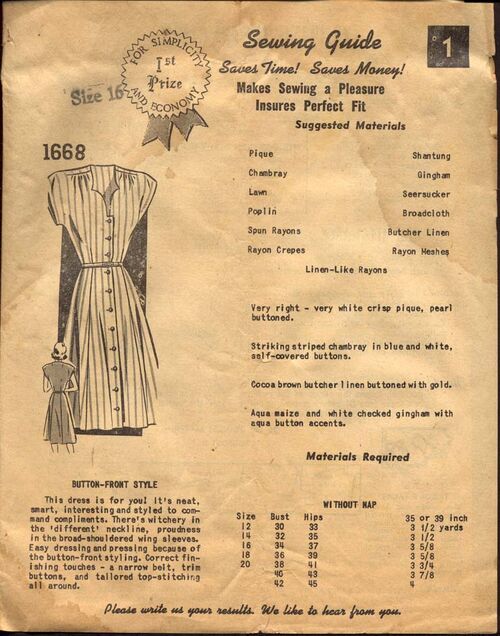 Sewing Guide
1
Saves Time! Saves Money!
Makes Sewing a Pleasure
Insures Perfect Fit
FOR SIMPLICITY
1st
Prize
AND ECONOMY
Size 16
1668
Suggested Materials
Pique Shantung
Chambray Gingham
Lawn Seersucker
Poplin Broadcloth
Spun Rayons Butcher Linen
Rayon Crepes Rayon Meshes
Linen-Like Rayons
Very right - very white crisp pique, pearl
buttoned.
Striking striped chambray in blue and white,
self-covered buttons.
Cocoa brown butcher linen buttoned with gold.
Aqua maize and white checked gingham with
aqua button accents.
Materials Required
BUTTON-FRONT STYLE
This dress is for you! It's neat,
smart, interesting and styled to com-
mand compliments. There's witchery in
the 'different' neckline, proudness
in the broad-shouldered wing sleeves.
Easy dressing and pressing because of
the button-front styling. Correct fin-
ishing touches - a narrow belt, trim
buttons, and tailored top-stitching
all around.
WITHOUT NAP
Size Bust Hips 35 or 39 inch
12 30 33 3 1/2 yards
14 32 35 3 1/2
16 34 37 3 5/8
18 36 39 3 5/8
20 38 41 3 3/4
40 43 3 7/8
42 45 4
Please write us your results. We like to hear from you.